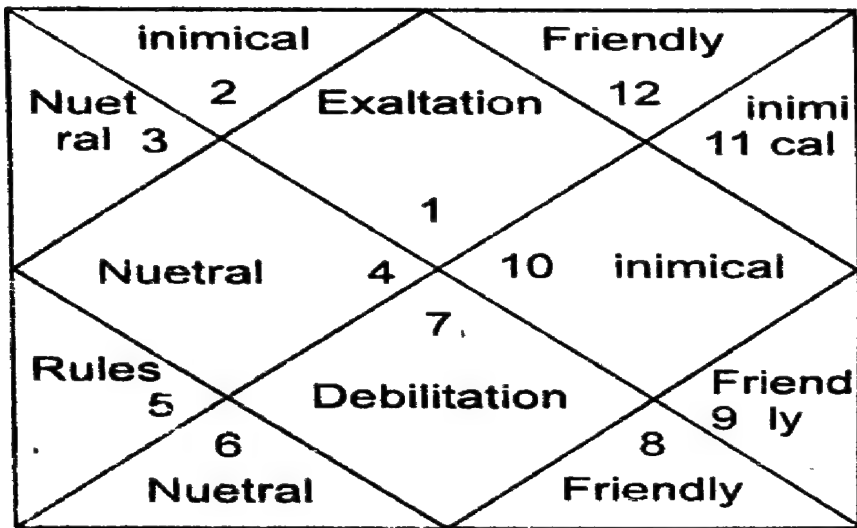 inimical
2
Friendly
12
Nuet
ral 3
Exaltation
1
inimi
11 cal
Nuetral 4
10 inimical
7
Rules
5
Debilitation
Friend
9 ly
6
Nuetral
8
Friendly